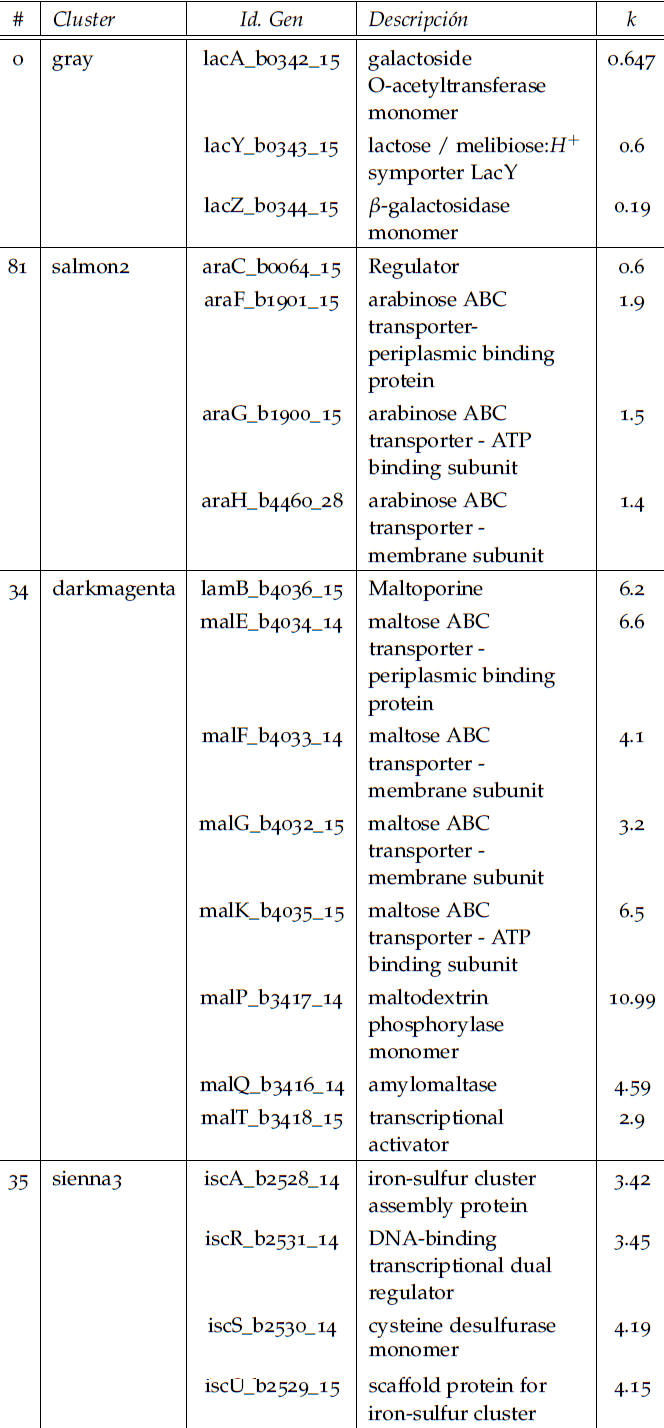 # Cluster Id. Gen Descripción k
0 gray lacA_b0342_15 galactoside 0.647
O-acetyltransferase
monomer
lacY_b0343_15 lactose / melibiose:H+ 0.6
symporter LacY
lacZ_b0344_15 β-galactosidase 0.19
monomer
81 salmon2 araC_b0064_15 Regulator 0.6
araF_b1901_15 arabinose ABC 1.9
transporter-
periplasmic binding
protein
araG_b1900_15 arabinose ABC 1.5
transporter - ATP
binding subunit
araH_b4460_28 arabinose ABC 1.4
transporter -
membrane subunit
34 darkmagenta lamB_b4036_15 Maltoporine 6.2
malE_b4034_14 maltose ABC 6.6
transporter -
periplasmic binding
protein
malF_b4033_14 maltose ABC 4.1
transporter -
membrane subunit
malG_b4032_15 maltose ABC 3.2
transporter -
membrane subunit
malK_b4035_15 maltose ABC 6.5
transporter - ATP
binding subunit
malP_b3417_14 maltodextrin 10.99
phosphorylase
monomer
malQ_b3416_14 amylomaltase 4.59
malT_b3418_15 transcriptional 2.9
activator
35 sienna3 iscA_b2528_14 iron-sulfur cluster 3.42
assembly protein
iscR_b2531_14 DNA-binding 3.45
transcriptional dual
regulator
iscS_b2530_14 cysteine desulfurase 4.19
monomer
iscU_b2529_15 scaffold protein for 4.15
iron-sulfur cluster